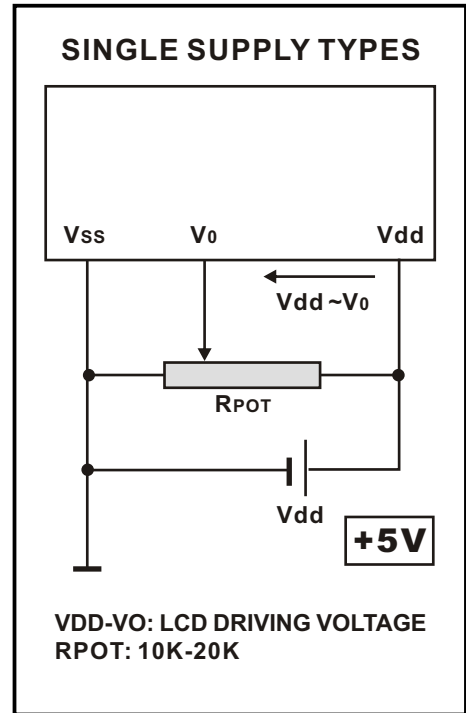 SINGLE SUPPLY TYPES
Vss V0 Vdd
Vdd ~V0
RPOT
Vdd
+5V
VDD-VO: LCD DRIVING VOLTAGE
RPOT: 10K-20K